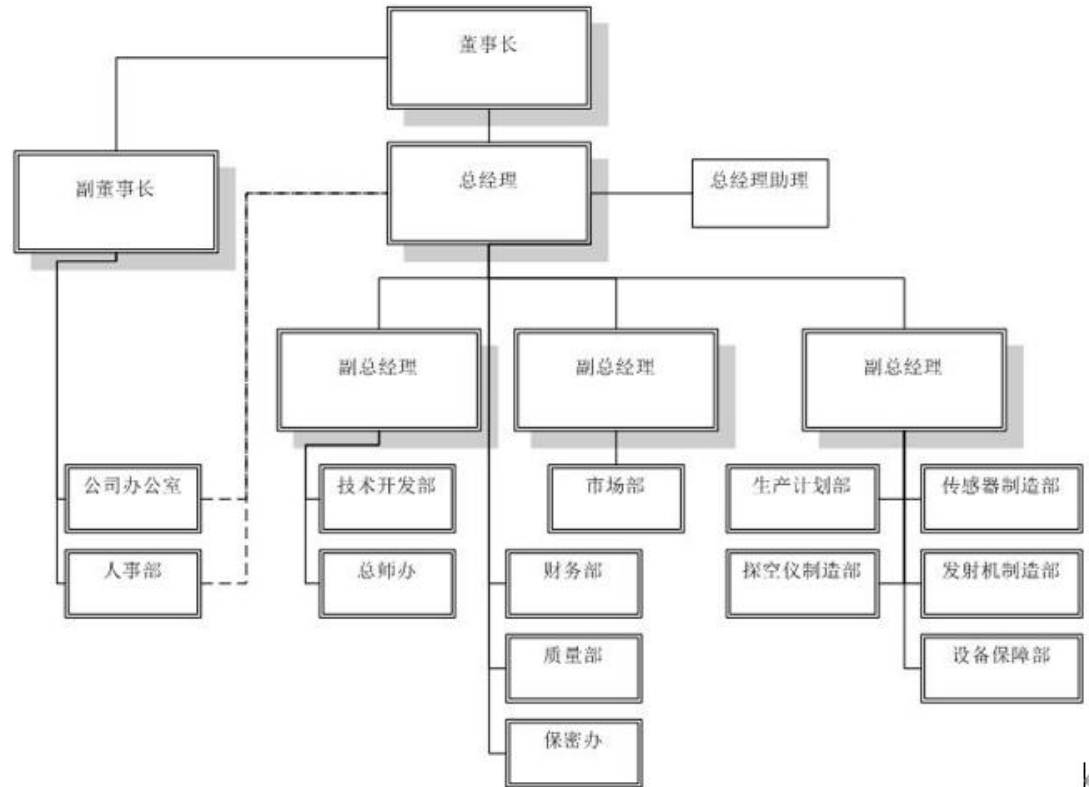 董事长
副董事长
总经理
总经理助理
副总经理
副总经理
副总经理
公司办公室
技术开发部
市场部
生产计划部
传感器制造部
人事部
总师办
财务部
探空仪制造部
发射机制造部
质量部
设备保障部
保密办